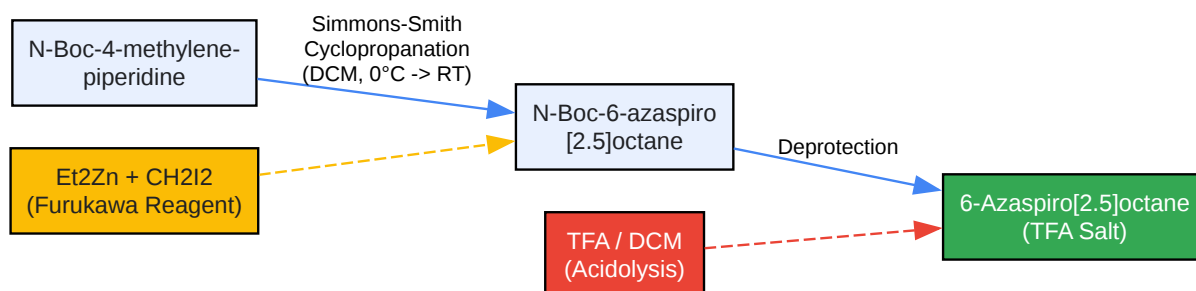 N-Boc-4-methylene-
piperidine
Simmons-Smith
Cyclopropanation
(DCM, 0°C -> RT)
Et2Zn + CH2I2
(Furukawa Reagent)
N-Boc-6-azaspiro
[2.5]octane
Deprotection
TFA / DCM
(Acidolysis)
6-Azaspiro[2.5]octane
(TFA Salt)